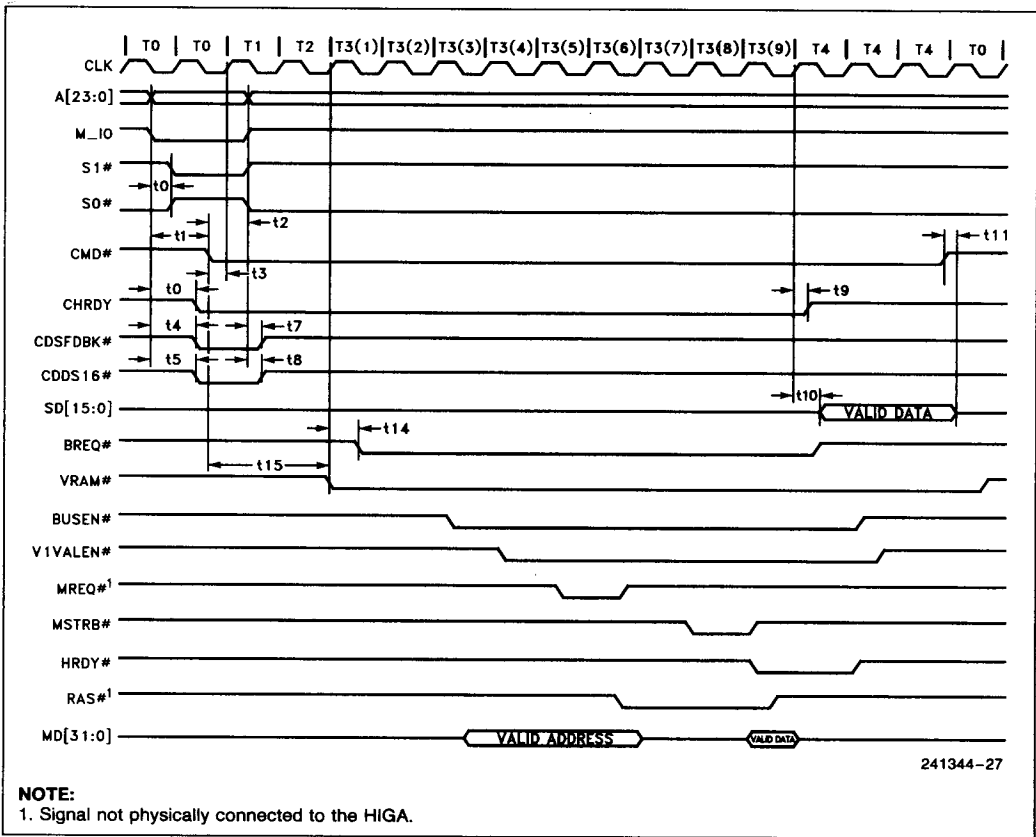 T0 T0 T1 T2 T3(1) T3(2) T3(3) T3(4) T3(5) T3(6) T3(7) T3(8) T3(9) T4 T4 T4 T0
CLK
A[23:0]
M_IO
S1#
t0
S0#
t2
t1
t11
CMD#
t3
t0
t9
CHRDY
t4
t7
CDSFDBK#
t5
t8
CDDS16#
t10
SD[15:0]
VALID DATA
t14
BREQ#
t15
VRAM#
BUSEN#
V1VALEN#
MREQ#1
MSTRB#
HRDY#
RAS#1
MD[31:0]
VALID ADDRESS
VALID DATA
241344-27
NOTE:
1. Signal not physically connected to the HIGA.